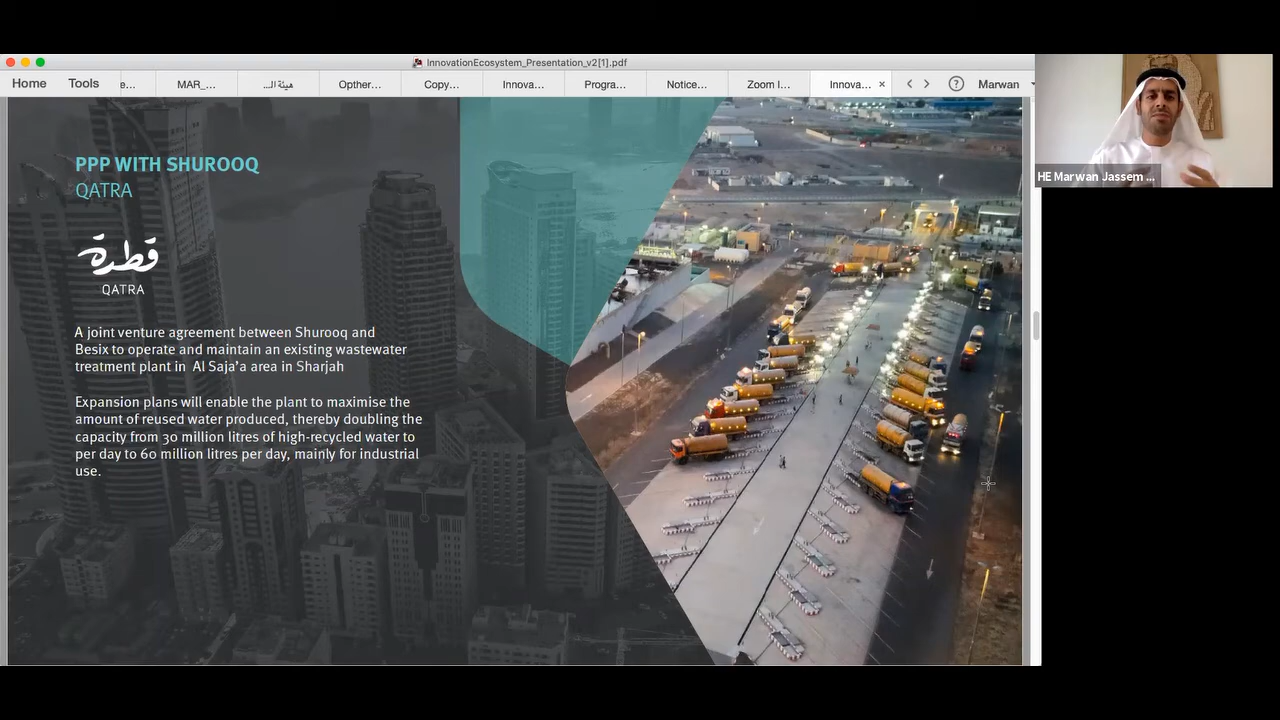 InnovationEcosystem_Presentation_v2[1].pdf
Home Tools e... MAR_... هيئة الـ... Opther... Copy... Innova... Progra... Notice... Zoom I... Innova... × ? Marwan
HE Marwan Jassem ...
PPP WITH SHUROOQ
QATRA
قطرة
QATRA
A joint venture agreement between Shurooq and
Besix to operate and maintain an existing wastewater
treatment plant in Al Saja'a area in Sharjah
Expansion plans will enable the plant to maximise the
amount of reused water produced, thereby doubling the
capacity from 30 million litres of high-recycled water to
per day to 60 million litres per day, mainly for industrial
use.